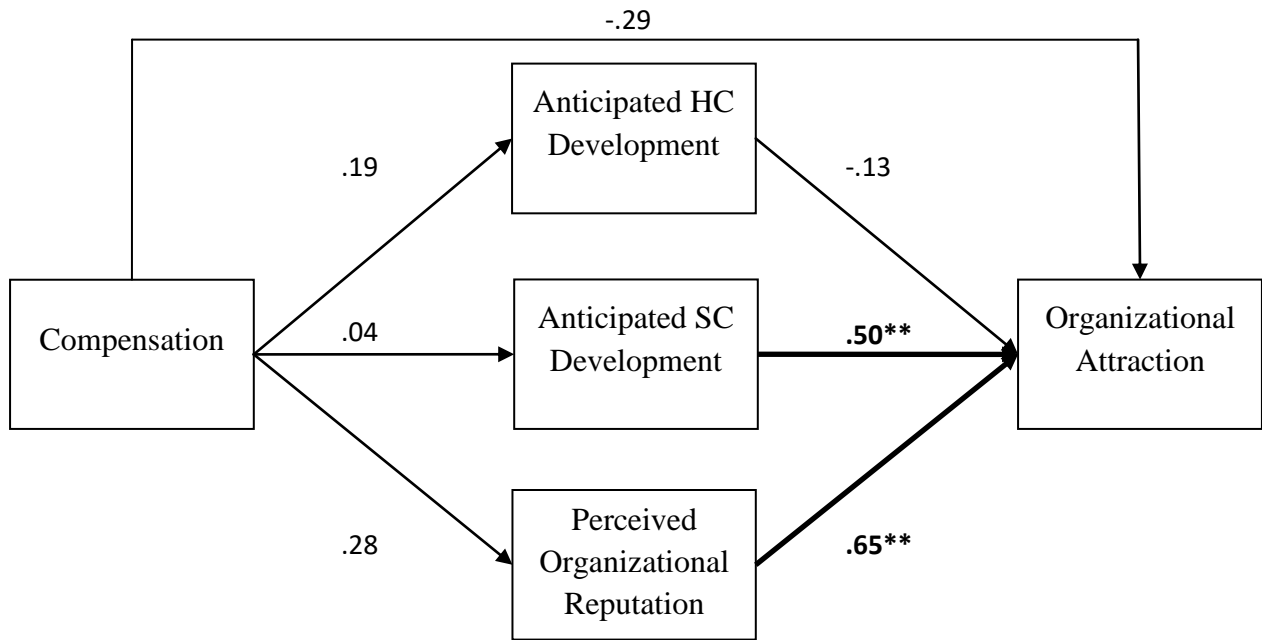 -.29
Anticipated HC
Development
.19
-.13
Compensation
.04
Anticipated SC
Development
.50**
Organizational
Attraction
.28
Perceived
Organizational
Reputation
.65**